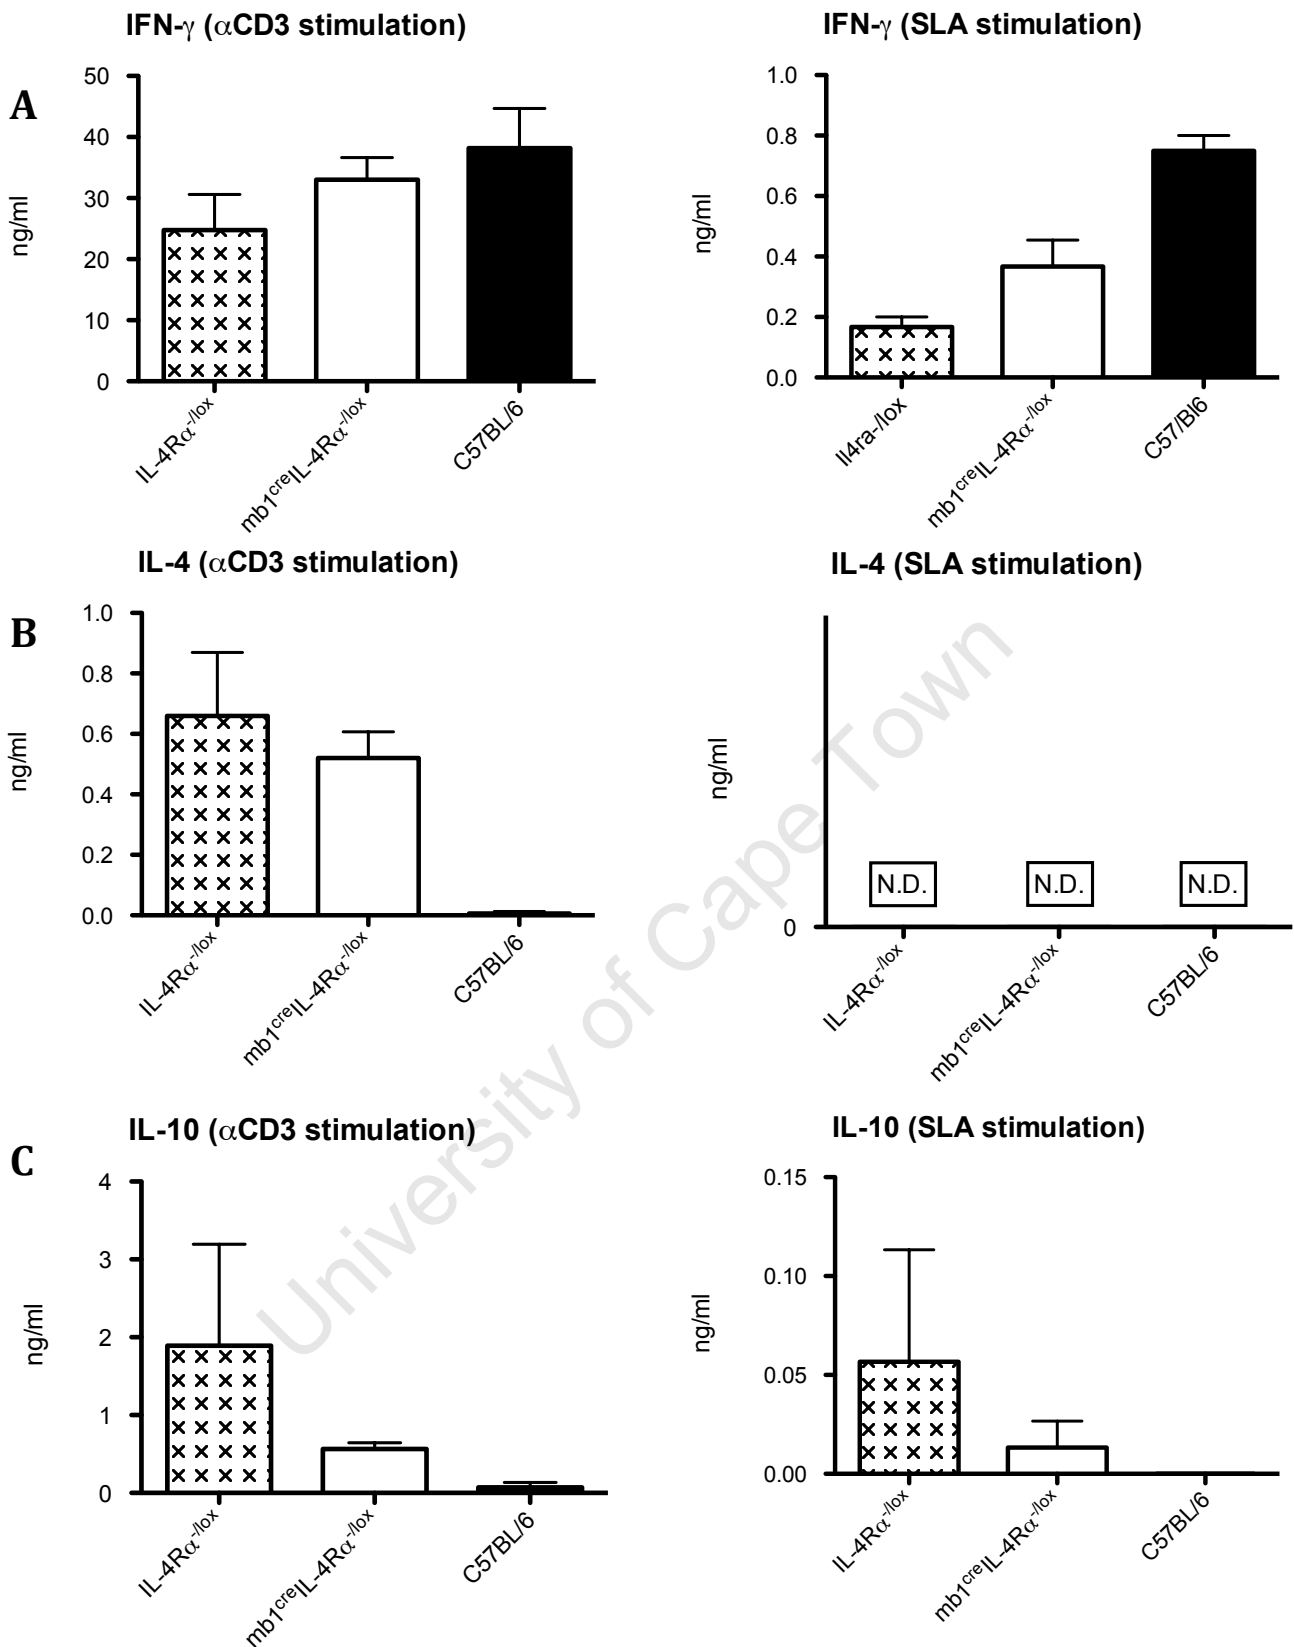 IFN-γ (αCD3 stimulation)
IFN-γ (SLA stimulation)
A
ng/ml
50
40
30
20
10
0
IL-4Rα-/lox
mb1creIL-4Rα-/lox
C57BL/6
ng/ml
1.0
0.8
0.6
0.4
0.2
0.0
Il4ra-/lox
mb1creIL-4Rα-/lox
C57/Bl6
IL-4 (αCD3 stimulation)
IL-4 (SLA stimulation)
B
ng/ml
1.0
0.8
0.6
0.4
0.2
0.0
IL-4Rα-/lox
mb1creIL-4Rα-/lox
C57BL/6
ng/ml
0
N.D.
N.D.
N.D.
IL-4Rα-/lox
mb1creIL-4Rα-/lox
C57BL/6
IL-10 (αCD3 stimulation)
IL-10 (SLA stimulation)
C
ng/ml
4
3
2
1
0
IL-4Rα-/lox
mb1creIL-4Rα-/lox
C57BL/6
ng/ml
0.15
0.10
0.05
0.00
IL-4Rα-/lox
mb1creIL-4Rα-/lox
C57BL/6
University of Cape Town